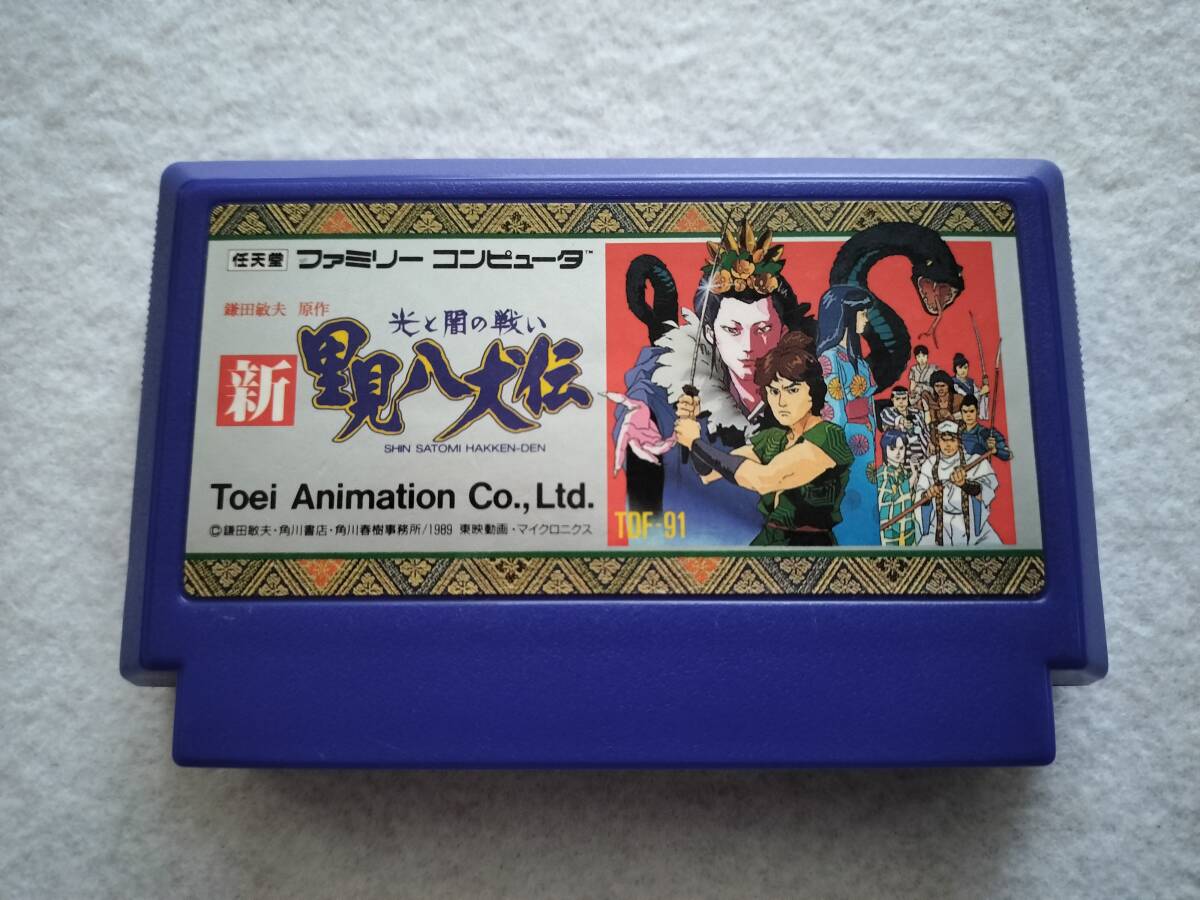 任天堂 ファミリー コンピュータ™
鎌田敏夫 原作
光と闇の戦い
新 里見八犬伝
SHIN SATOMI HAKKEN-DEN
Toei Animation Co., Ltd.
©鎌田敏夫・角川書店・角川春樹事務所/1989 東映動画・マイクロニクス
TDF-91